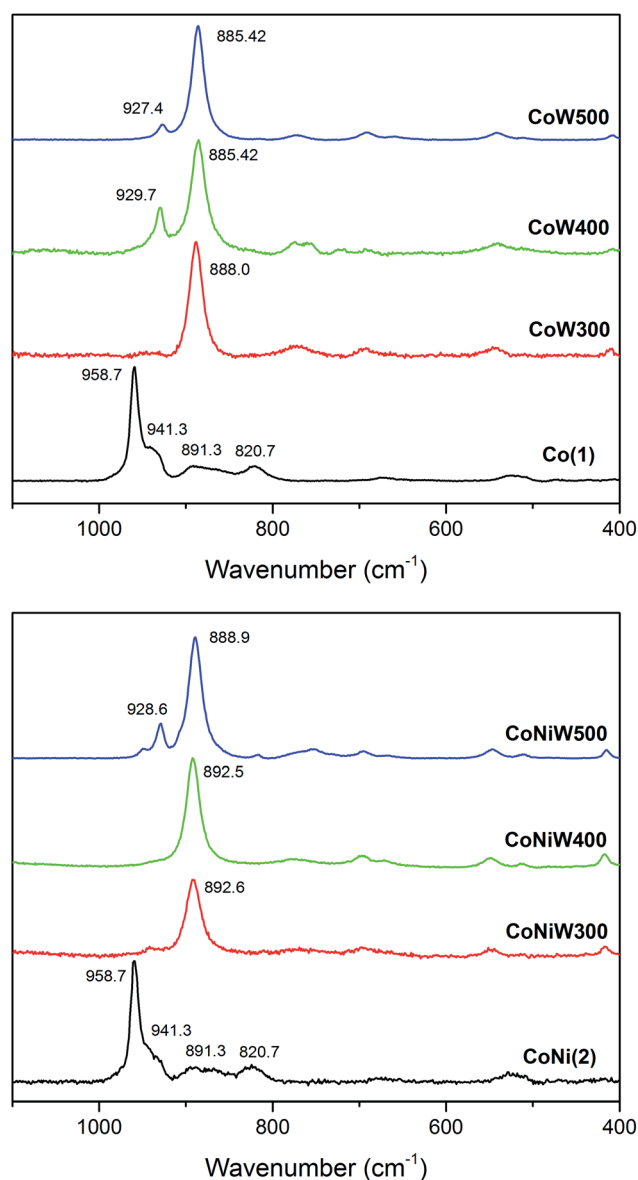 885.42
927.4
CoW500
885.42
929.7
CoW400
888.0
CoW300
958.7
941.3
891.3 820.7
Co(1)
1000 800 600 400
Wavenumber (cm⁻¹)
888.9
928.6
CoNiW500
892.5
CoNiW400
892.6
CoNiW300
958.7
941.3
891.3 820.7
CoNi(2)
1000 800 600 400
Wavenumber (cm⁻¹)